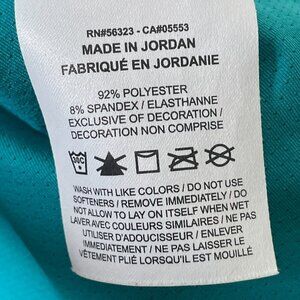 RN#56323 - CA#05553
MADE IN JORDAN
FABRIQUÉ EN JORDANIE
92% POLYESTER
8% SPANDEX / ELASTHANNE
EXCLUSIVE OF DECORATION /
DECORATION NON COMPRISE
30C
WASH WITH LIKE COLORS / DO NOT USE
SOFTENERS / REMOVE IMMEDIATELY / DO
NOT ALLOW TO LAY ON ITSELF WHEN WET
LAVER AVEC COULEURS SIMILAIRES / NE PAS
UTILISER D'ADOUCISSEUR / ENLEVER
IMMÉDIATEMENT / NE PAS LAISSER LE
VÊTEMENT PLIÉ LORSQU'IL EST MOUILLÉ